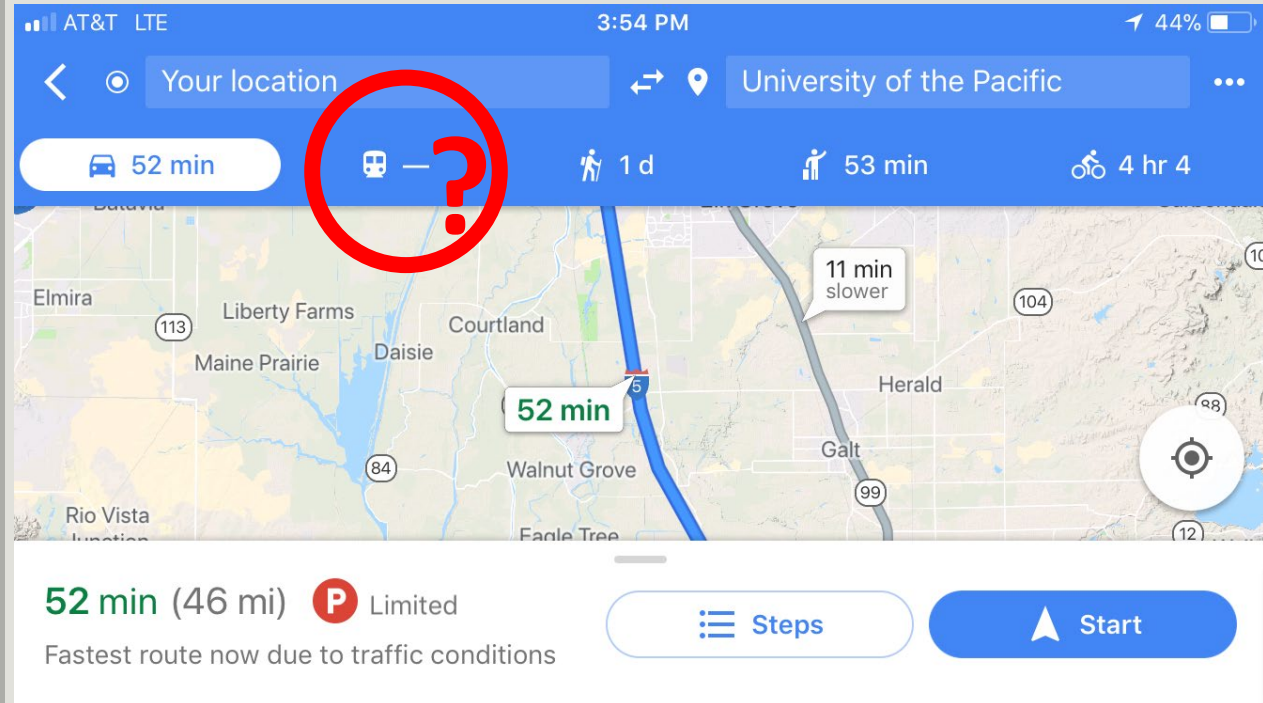 AT&T LTE 3:54 PM 44%
Your location University of the Pacific
52 min — ? 1 d 53 min 4 hr 4
11 min
slower
Elmira
113
Liberty Farms
Courtland
104
Maine Prairie
Daisie
5
Herald
52 min
88
Galt
84
Walnut Grove
99
Rio Vista
Eagle Tree
12
52 min (46 mi) P Limited
Steps
Start
Fastest route now due to traffic conditions